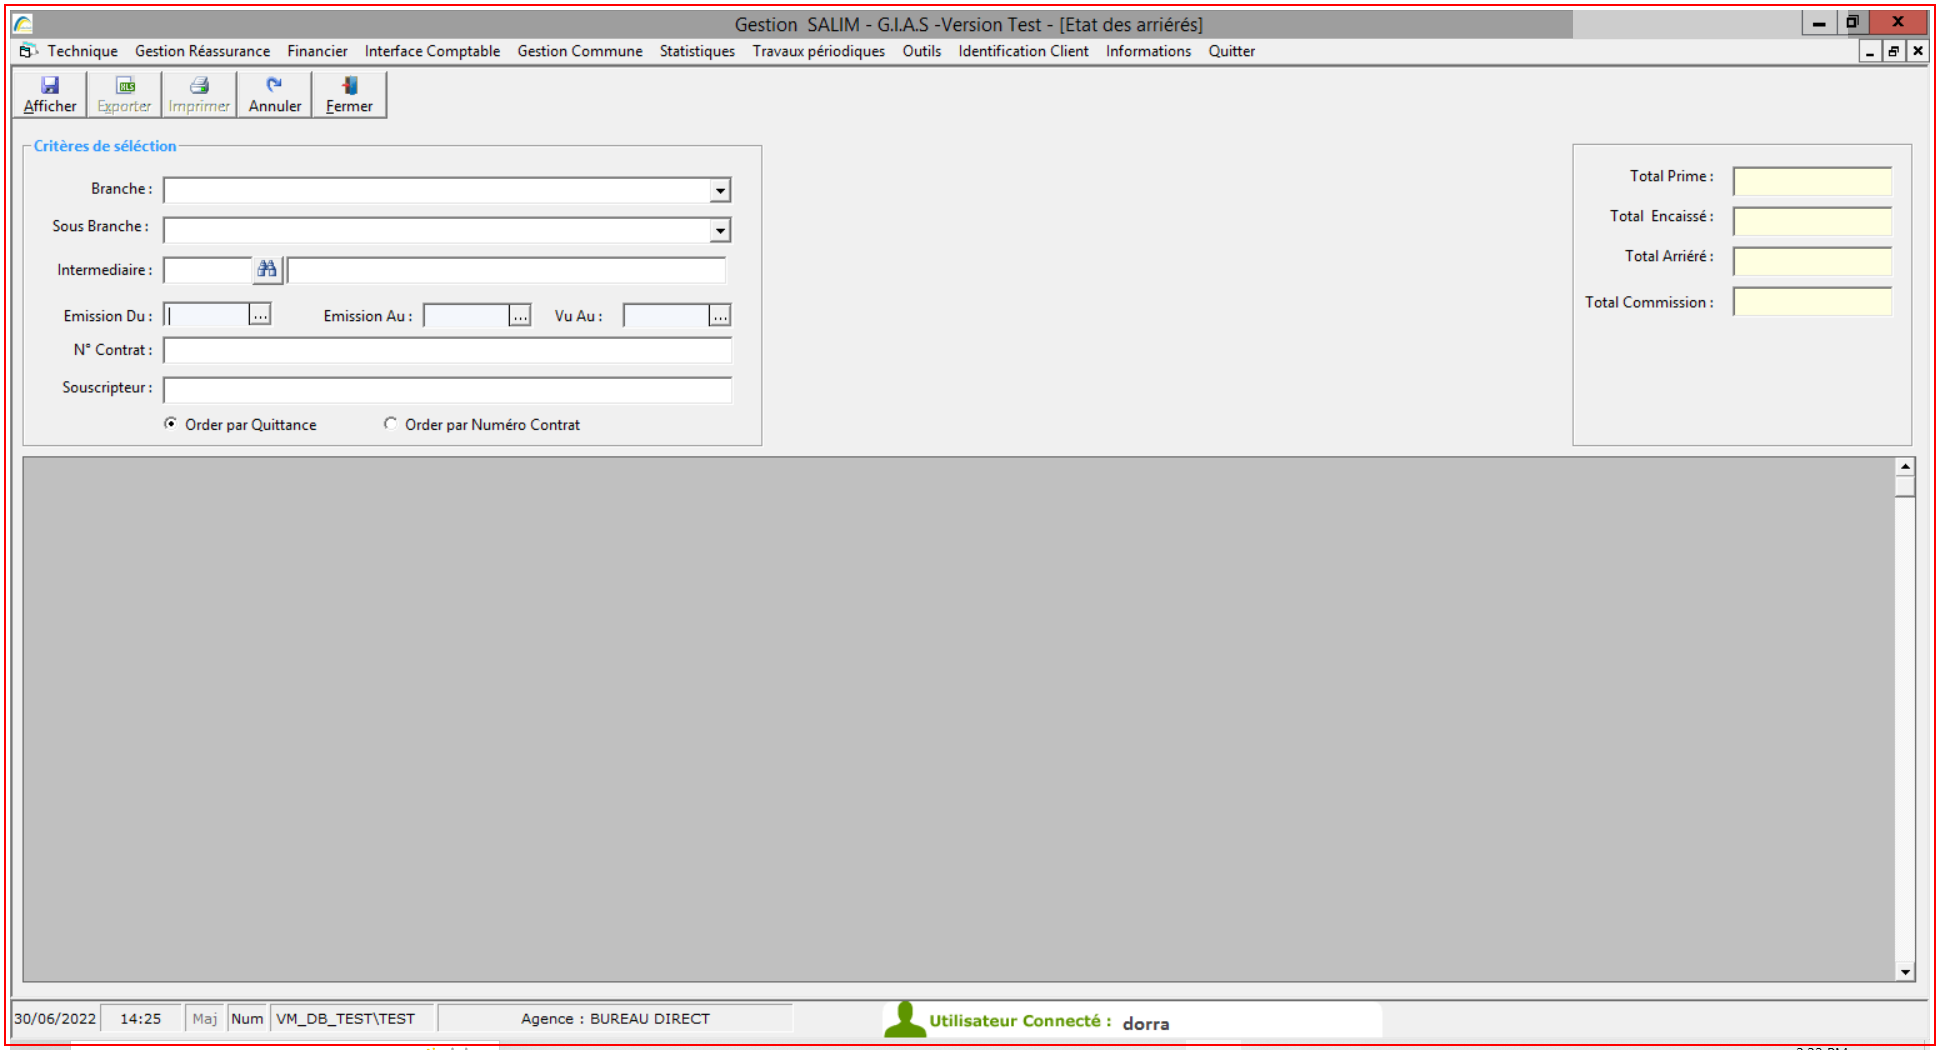 Gestion SALIM - G.I.A.S -Version Test - [Etat des arriérés]
Technique Gestion Réassurance Financier Interface Comptable Gestion Commune Statistiques Travaux périodiques Outils Identification Client Informations Quitter
Afficher Exporter Imprimer Annuler Fermer
Critères de séléction
Branche :
Sous Branche :
Intermediaire :
Emission Du : ... Emission Au : ... Vu Au : ...
N° Contrat :
Souscripteur :
Order par Quittance Order par Numéro Contrat
Total Prime :
Total Encaissé :
Total Arriéré :
Total Commission :
30/06/2022 14:25 Maj Num VM_DB_TEST\TEST Agence : BUREAU DIRECT Utilisateur Connecté : dorra